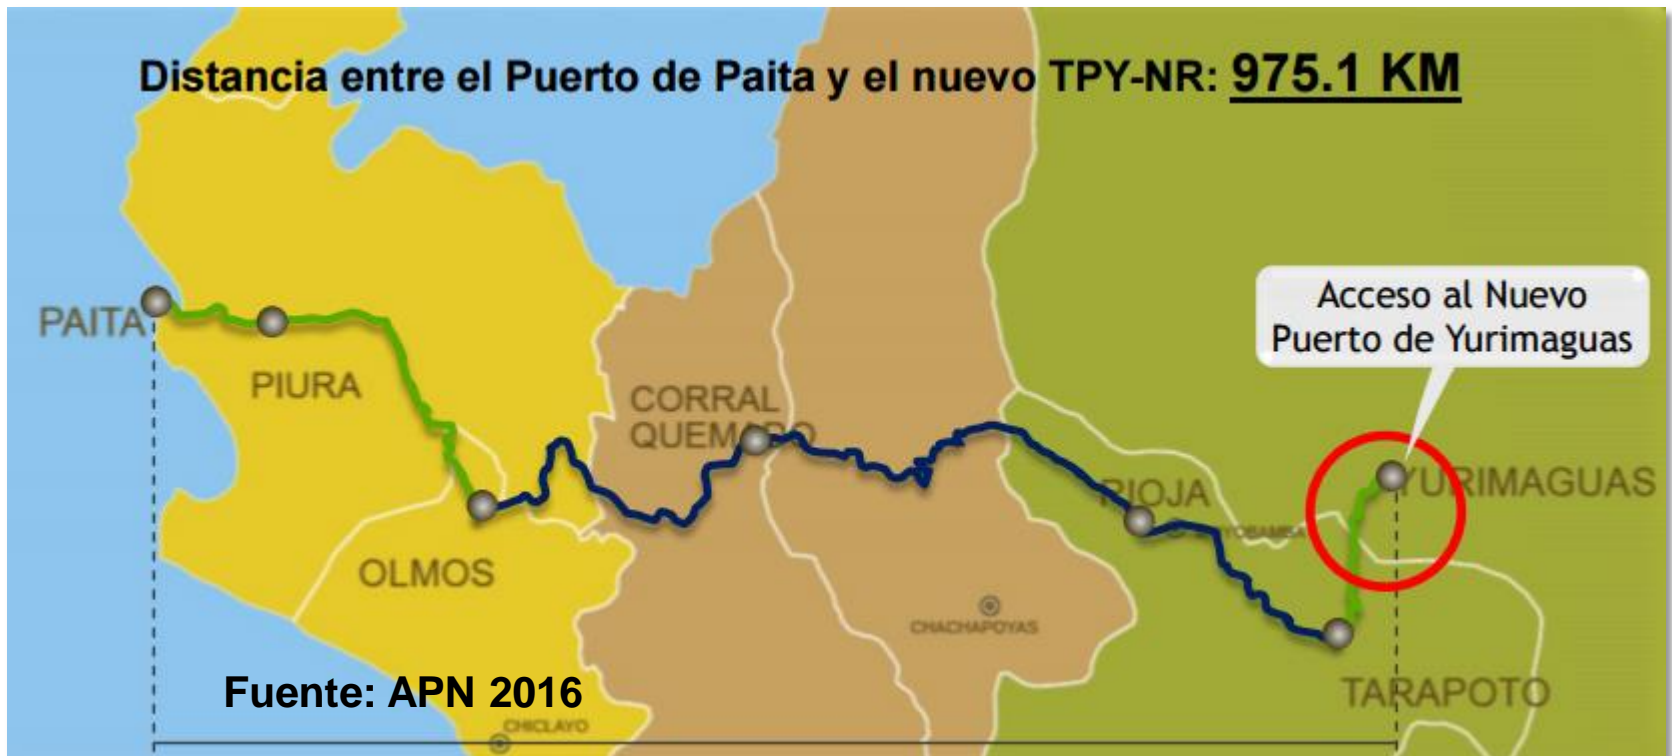 Distancia entre el Puerto de Paita y el nuevo TPY-NR: 975.1 KM
Acceso al Nuevo
Puerto de Yurimaguas
PAITA
PIURA
CORRAL
QUEMADO
RIOJA
YURIMAGUAS
OLMOS
CHACHAPOYAS
TARAPOTO
Fuente: APN 2016
CHICLAYO